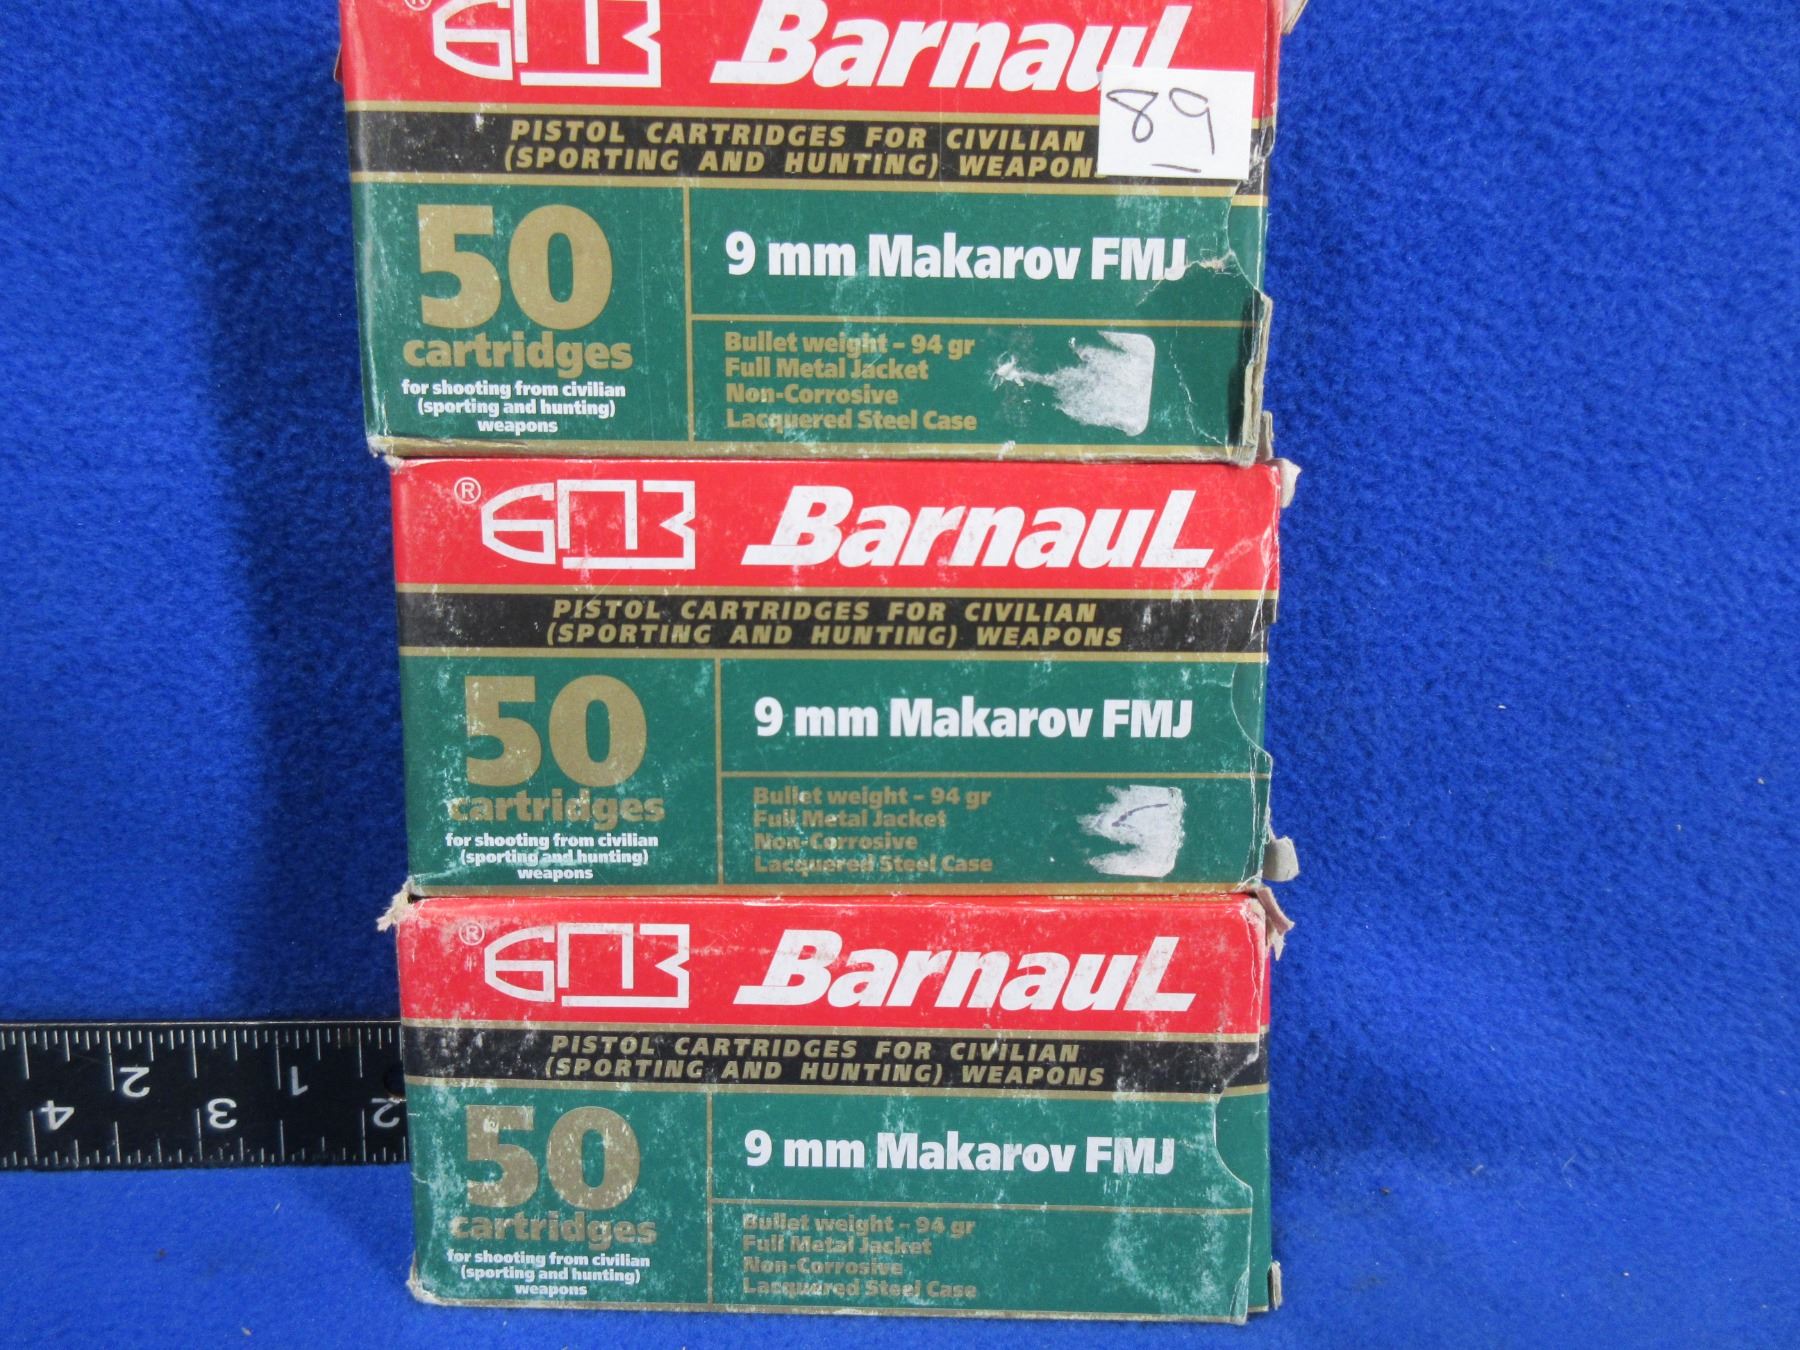 ® БПЗ BarnauL
89
PISTOL CARTRIDGES FOR CIVILIAN
(SPORTING AND HUNTING) WEAPON
50
cartridges
for shooting from civilian
(sporting and hunting)
weapons
9 mm Makarov FMJ
Bullet weight – 94 gr
Full Metal Jacket
Non-Corrosive
Lacquered Steel Case
® БПЗ BarnauL
PISTOL CARTRIDGES FOR CIVILIAN
(SPORTING AND HUNTING) WEAPONS
50
cartridges
for shooting from civilian
(sporting and hunting)
weapons
9 mm Makarov FMJ
Bullet weight – 94 gr
Full Metal Jacket
Non-Corrosive
Lacquered Steel Case
® БПЗ BarnauL
PISTOL CARTRIDGES FOR CIVILIAN
(SPORTING AND HUNTING) WEAPONS
50
cartridges
for shooting from civilian
(sporting and hunting)
weapons
9 mm Makarov FMJ
Bullet weight – 94 gr
Full Metal Jacket
Non-Corrosive
Lacquered Steel Case
2 1
4 3 2